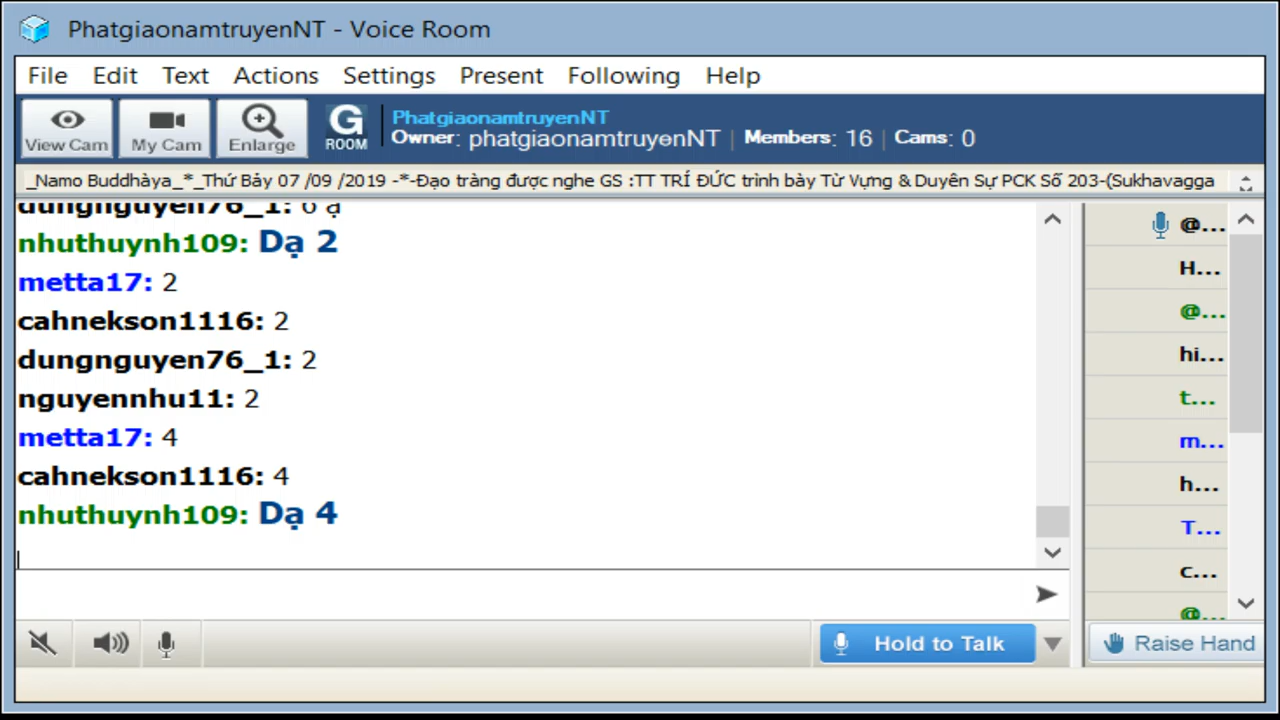 PhatgiaonamtruyenNT - Voice Room
File Edit Text Actions Settings Present Following Help
View Cam My Cam Enlarge G ROOM PhatgiaonamtruyenNT
Owner: phatgiaonamtruyenNT | Members: 16 | Cams: 0
_Namo Buddhàya_*_Thứ Bảy 07 /09 /2019 -*-Đạo tràng được nghe GS :TT TRÍ ĐỨC trình bày Từ Vựng & Duyên Sự PCK Số 203-(Sukhavagga
dungnguyen76_1: 6 ạ
nhuthuynh109: Dạ 2
metta17: 2
cahnekson1116: 2
dungnguyen76_1: 2
nguyennhu11: 2
metta17: 4
cahnekson1116: 4
nhuthuynh109: Dạ 4
@...
H...
@...
hi...
t...
m...
h...
T...
c...
@...
Hold to Talk
Raise Hand